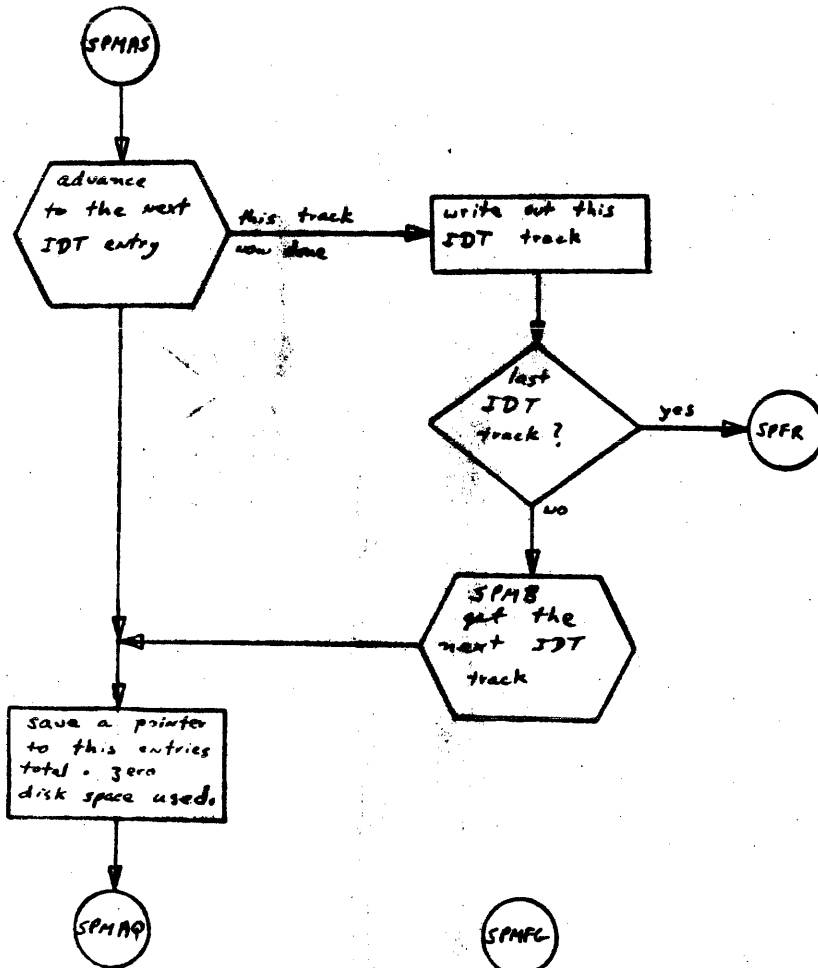 SPMAS
advance
to the next
IDT entry
this track
now done
write out this
IDT track
last
IDT
track?
yes
SPFR
no
SPMB
get the
next IDT
track
save a pointer
to this entries
total. zero
disk space used.
SPMAQ
SPMFG